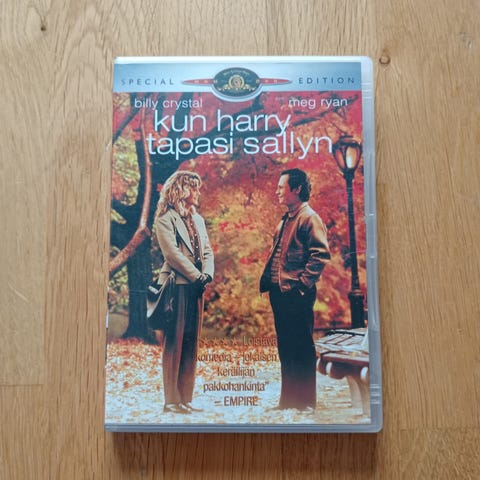 SPECIAL EDITION
billy crystal meg ryan
kun harry
tapasi sallyn
loistava
komedia – jokaisen
keräilijän
pakkohankinta"
– EMPIRE